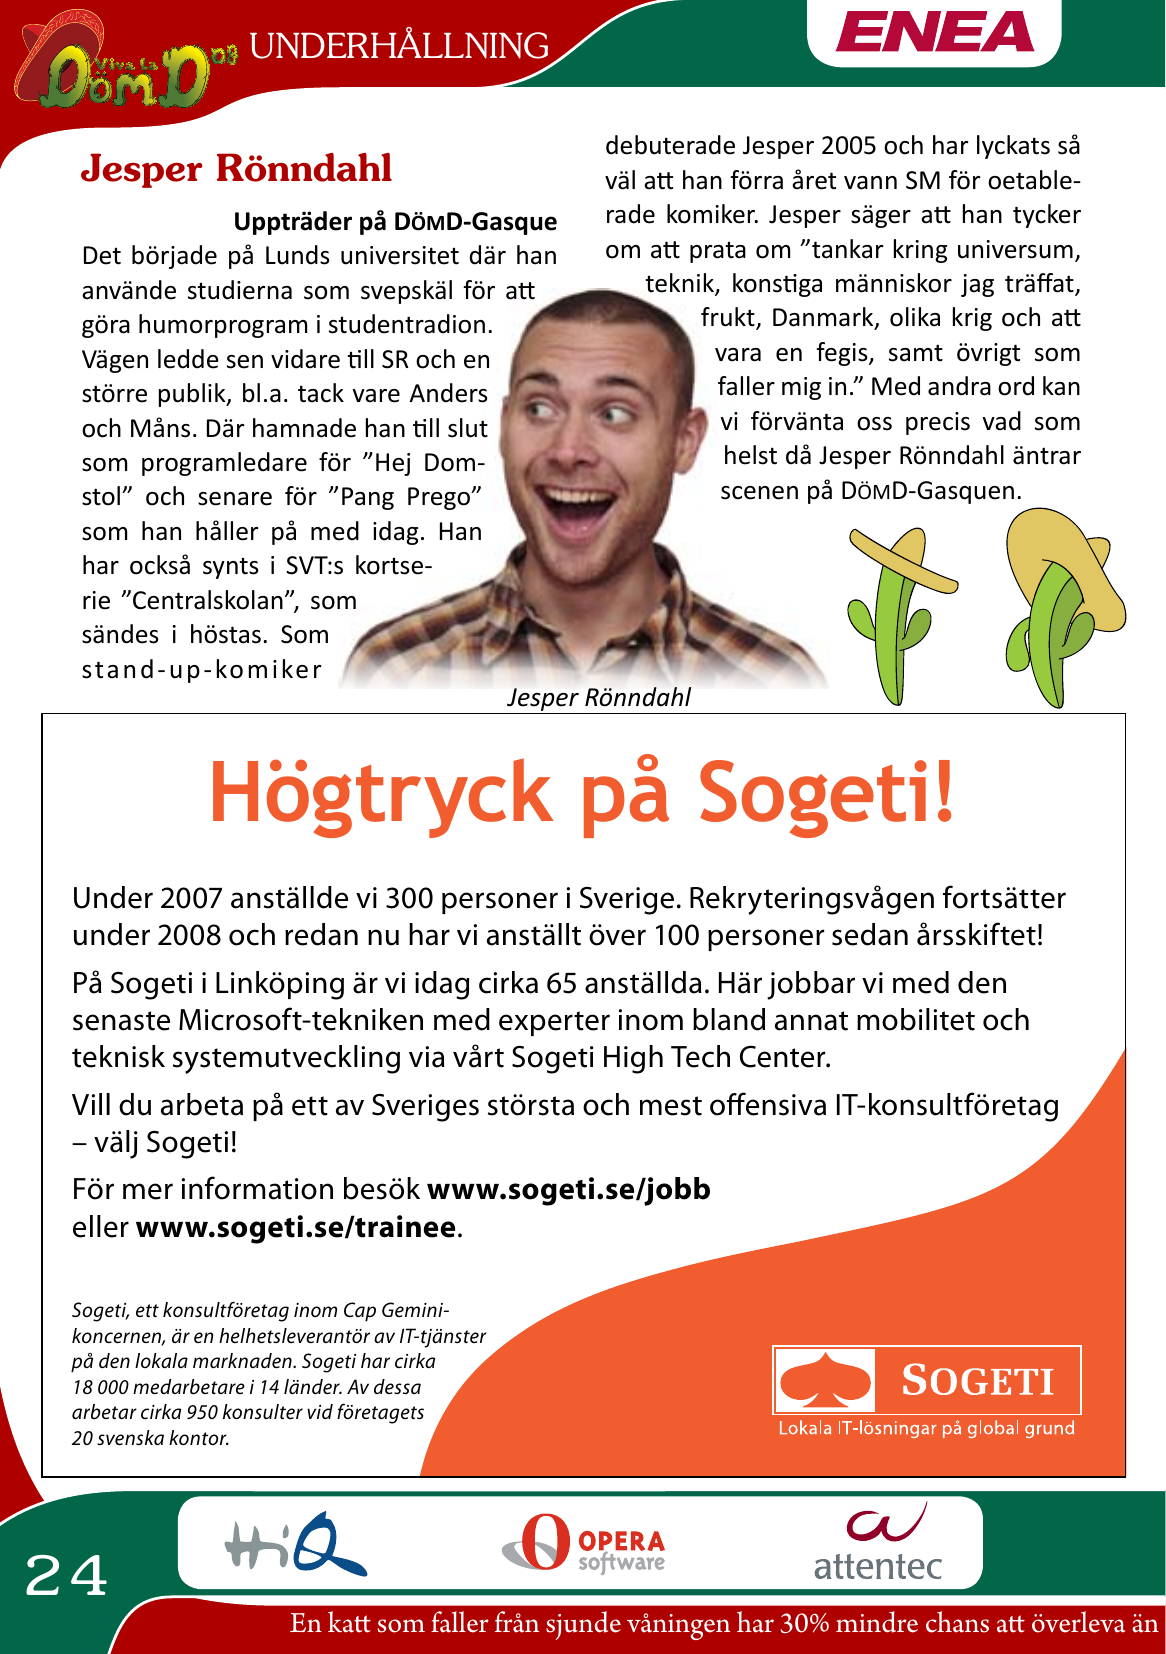 Viva La
DÖMD'08
UNDERHÅLLNING
ENEA
Jesper Rönndahl
Uppträder på DÖMD-Gasque
Det började på Lunds universitet där han
använde studierna som svepskäl för att
göra humorprogram i studentradion.
Vägen ledde sen vidare till SR och en
större publik, bl.a. tack vare Anders
och Måns. Där hamnade han till slut
som programledare för ”Hej Dom-
stol” och senare för ”Pang Prego”
som han håller på med idag. Han
har också synts i SVT:s kortse-
rie ”Centralskolan”, som
sändes i höstas. Som
stand-up-komiker
debuterade Jesper 2005 och har lyckats så
väl att han förra året vann SM för oetable-
rade komiker. Jesper säger att han tycker
om att prata om ”tankar kring universum,
teknik, konstiga människor jag träffat,
frukt, Danmark, olika krig och att
vara en fegis, samt övrigt som
faller mig in.” Med andra ord kan
vi förvänta oss precis vad som
helst då Jesper Rönndahl äntrar
scenen på DÖMD-Gasquen.
Jesper Rönndahl
Högtryck på Sogeti!
Under 2007 anställde vi 300 personer i Sverige. Rekryteringsvågen fortsätter
under 2008 och redan nu har vi anställt över 100 personer sedan årsskiftet!
På Sogeti i Linköping är vi idag cirka 65 anställda. Här jobbar vi med den
senaste Microsoft-tekniken med experter inom bland annat mobilitet och
teknisk systemutveckling via vårt Sogeti High Tech Center.
Vill du arbeta på ett av Sveriges största och mest offensiva IT-konsultföretag
– välj Sogeti!
För mer information besök www.sogeti.se/jobb
eller www.sogeti.se/trainee.
Sogeti, ett konsultföretag inom Cap Gemini-
koncernen, är en helhetsleverantör av IT-tjänster
på den lokala marknaden. Sogeti har cirka
18 000 medarbetare i 14 länder. Av dessa
arbetar cirka 950 konsulter vid företagets
20 svenska kontor.
SOGETI
Lokala IT-lösningar på global grund
HiQ
OPERA
software
attentec
24
En katt som faller från sjunde våningen har 30% mindre chans att överleva än